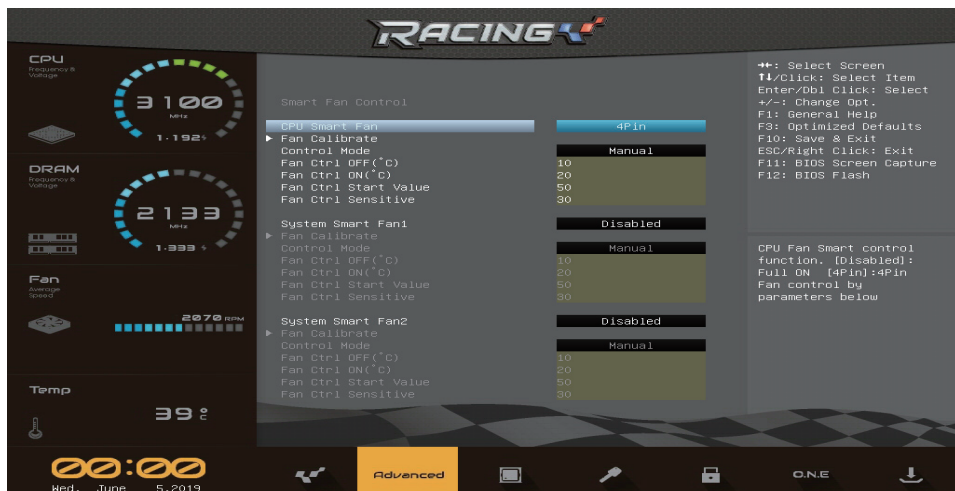 RACING
CPU
Frequency &
Voltage
3100
MHz
1.192v
DRAM
Frequency &
Voltage
2133
MHz
1.333 v
Fan
Average
Speed
2070 RPM
Temp
39 °C
00:00
Wed. June 5.2019
Smart Fan Control
CPU Smart Fan 4Pin
► Fan Calibrate
Control Mode Manual
Fan Ctrl OFF(°C) 10
Fan Ctrl ON(°C) 20
Fan Ctrl Start Value 50
Fan Ctrl Sensitive 30
System Smart Fan1 Disabled
► Fan Calibrate
Control Mode Manual
Fan Ctrl OFF(°C) 10
Fan Ctrl ON(°C) 20
Fan Ctrl Start Value 50
Fan Ctrl Sensitive 30
System Smart Fan2 Disabled
► Fan Calibrate
Control Mode Manual
Fan Ctrl OFF(°C) 10
Fan Ctrl ON(°C) 20
Fan Ctrl Start Value 50
Fan Ctrl Sensitive 30
→←: Select Screen
↑↓/Click: Select Item
Enter/Dbl Click: Select
+/-: Change Opt.
F1: General Help
F3: Optimized Defaults
F10: Save & Exit
ESC/Right Click: Exit
F11: BIOS Screen Capture
F12: BIOS Flash
CPU Fan Smart control
function. [Disabled]:
Full ON [4Pin]:4Pin
Fan control by
parameters below
Advanced
O.N.E